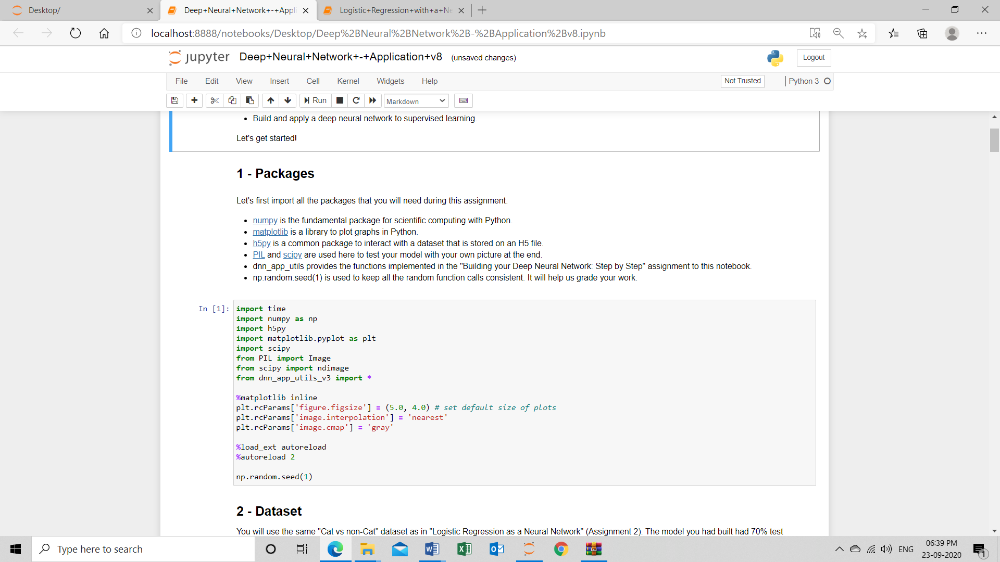 Desktop/
Deep+Neural+Network+-+Appli
Logistic+Regression+with+a+Ne
localhost:8888/notebooks/Desktop/Deep%2BNeural%2BNetwork%2B-%2BApplication%2Bv8.ipynb
jupyter Deep+Neural+Network+-+Application+v8 (unsaved changes)
Logout
File Edit View Insert Cell Kernel Widgets Help Not Trusted Python 3
Run Markdown
• Build and apply a deep neural network to supervised learning.
Let's get started!
1 - Packages
Let's first import all the packages that you will need during this assignment.
• numpy is the fundamental package for scientific computing with Python.
• matplotlib is a library to plot graphs in Python.
• h5py is a common package to interact with a dataset that is stored on an H5 file.
• PIL and scipy are used here to test your model with your own picture at the end.
• dnn_app_utils provides the functions implemented in the "Building your Deep Neural Network: Step by Step" assignment to this notebook.
• np.random.seed(1) is used to keep all the random function calls consistent. It will help us grade your work.
In [1]: import time
import numpy as np
import h5py
import matplotlib.pyplot as plt
import scipy
from PIL import Image
from scipy import ndimage
from dnn_app_utils_v3 import *
%matplotlib inline
plt.rcParams['figure.figsize'] = (5.0, 4.0) # set default size of plots
plt.rcParams['image.interpolation'] = 'nearest'
plt.rcParams['image.cmap'] = 'gray'
%load_ext autoreload
%autoreload 2
np.random.seed(1)
2 - Dataset
You will use the same "Cat vs non-Cat" dataset as in "Logistic Regression as a Neural Network" (Assignment 2). The model you had built had 70% test
Type here to search
ENG
06:39 PM
23-09-2020
1